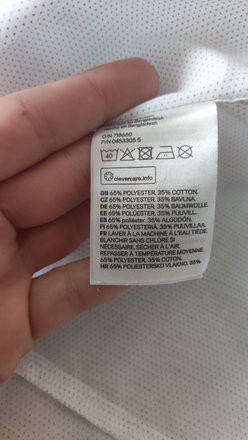 O/N 718660
P/N 0453305 S
40
clevercare.info
GB 65% POLYESTER, 35% COTTON.
CZ 65% POLYESTER, 35% BAVLNA.
DE 65% POLYESTER, 35% BAUMWOLLE.
EE 65% POLÜESTER, 35% PUUVILL.
ES 65% poliéster, 35% ALGODÓN.
FI 65% POLYESTERIÄ, 35% PUUVILLAA.
FR LAVER À LA MACHINE À L'EAU TIÈDE.
BLANCHIR SANS CHLORE SI
NÉCESSAIRE, SÉCHER À L'AIR.
REPASSER À TEMPÉRATURE MOYENNE.
65% POLYESTER, 35% COTON.
HR 65% POLIESTERSKO VLAKNO, 35%